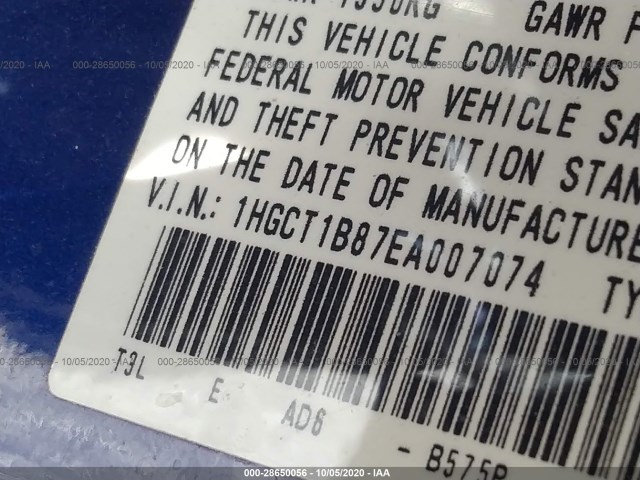 GAWR F
THIS VEHICLE CONFORMS
FEDERAL MOTOR VEHICLE SA
AND THEFT PREVENTION STAN
ON THE DATE OF MANUFACTURE
V.I.N.: 1HGCT1B87EA007074 TY
T3L E AD6 - B575P
000-28650056 - 10/05/2020 - IAA